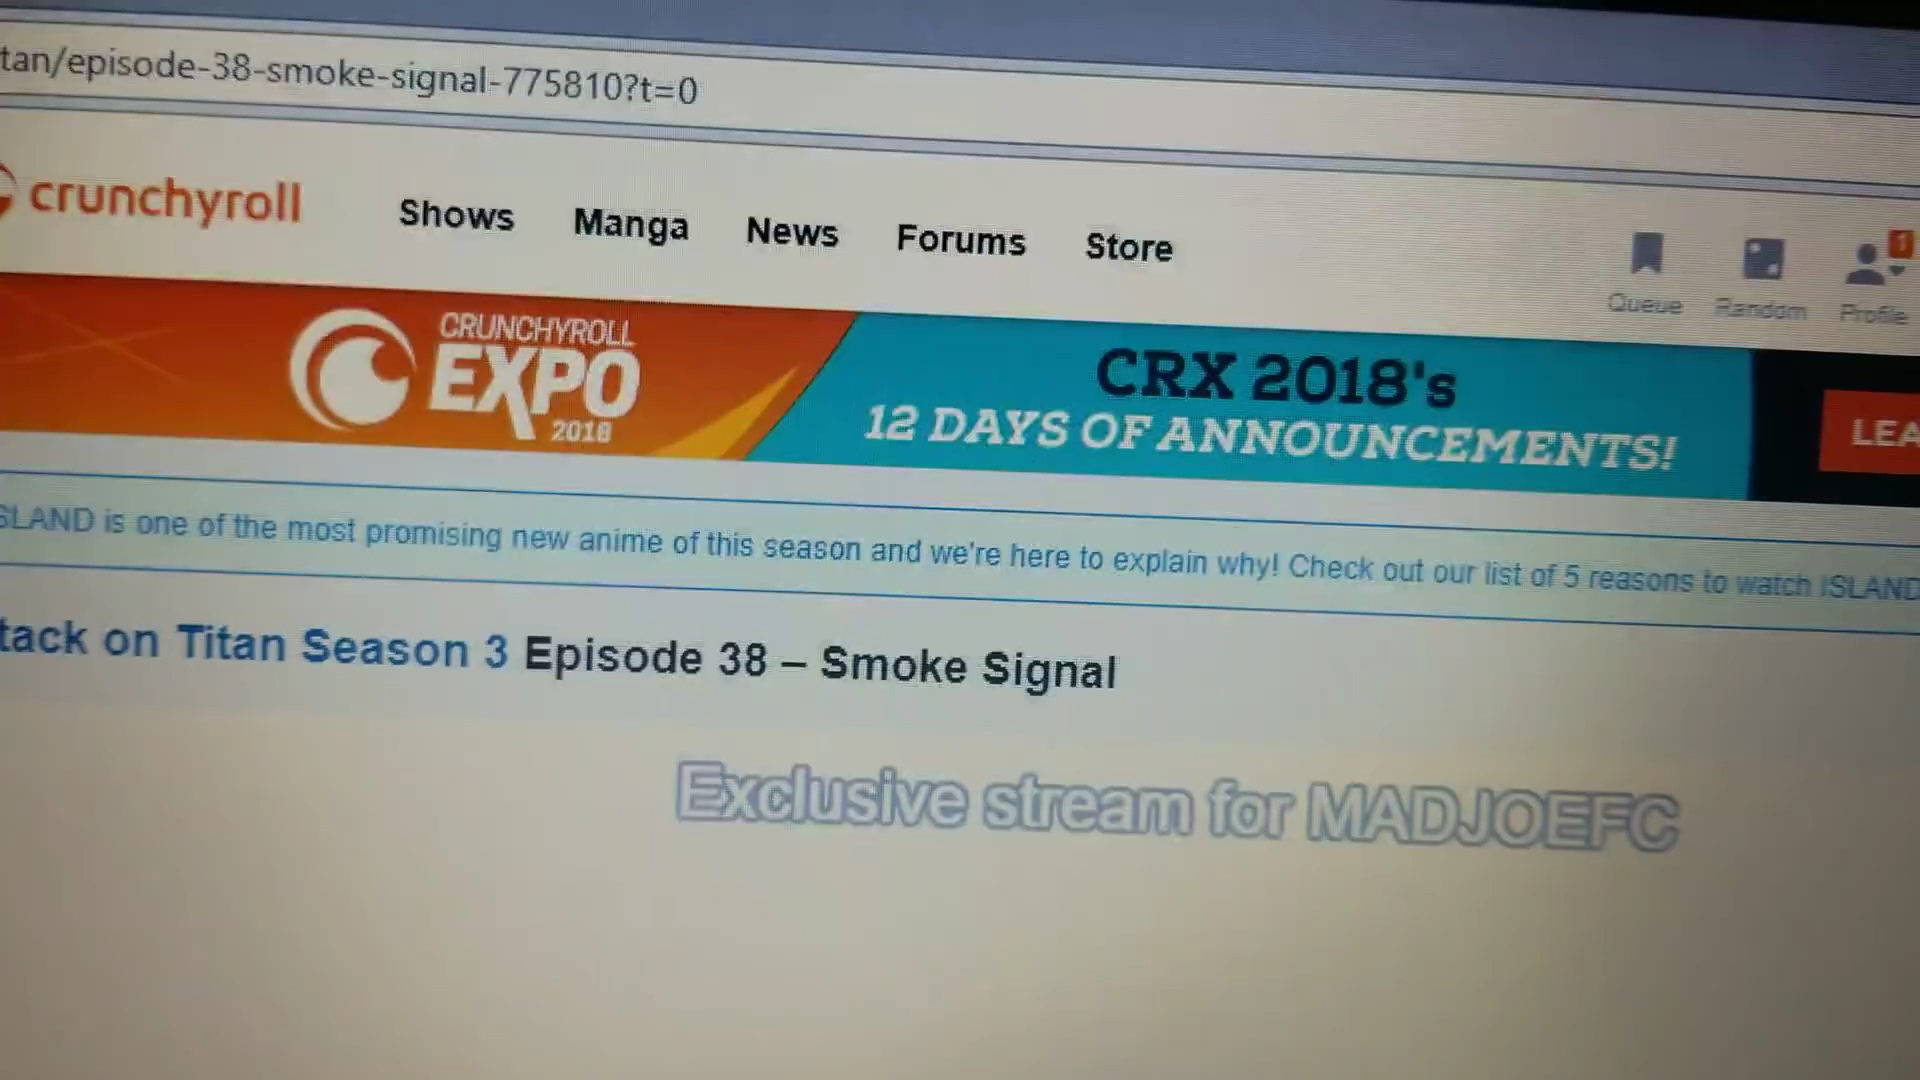 tan/episode-38-smoke-signal-775810?t=0
crunchyroll
Shows Manga News Forums Store
1
Queue Random Profile
CRUNCHYROLL
EXPO
2018
CRX 2018's
12 DAYS OF ANNOUNCEMENTS!
LEA
SLAND is one of the most promising new anime of this season and we're here to explain why! Check out our list of 5 reasons to watch ISLAND
tack on Titan Season 3 Episode 38 – Smoke Signal
Exclusive stream for MADJOEFC